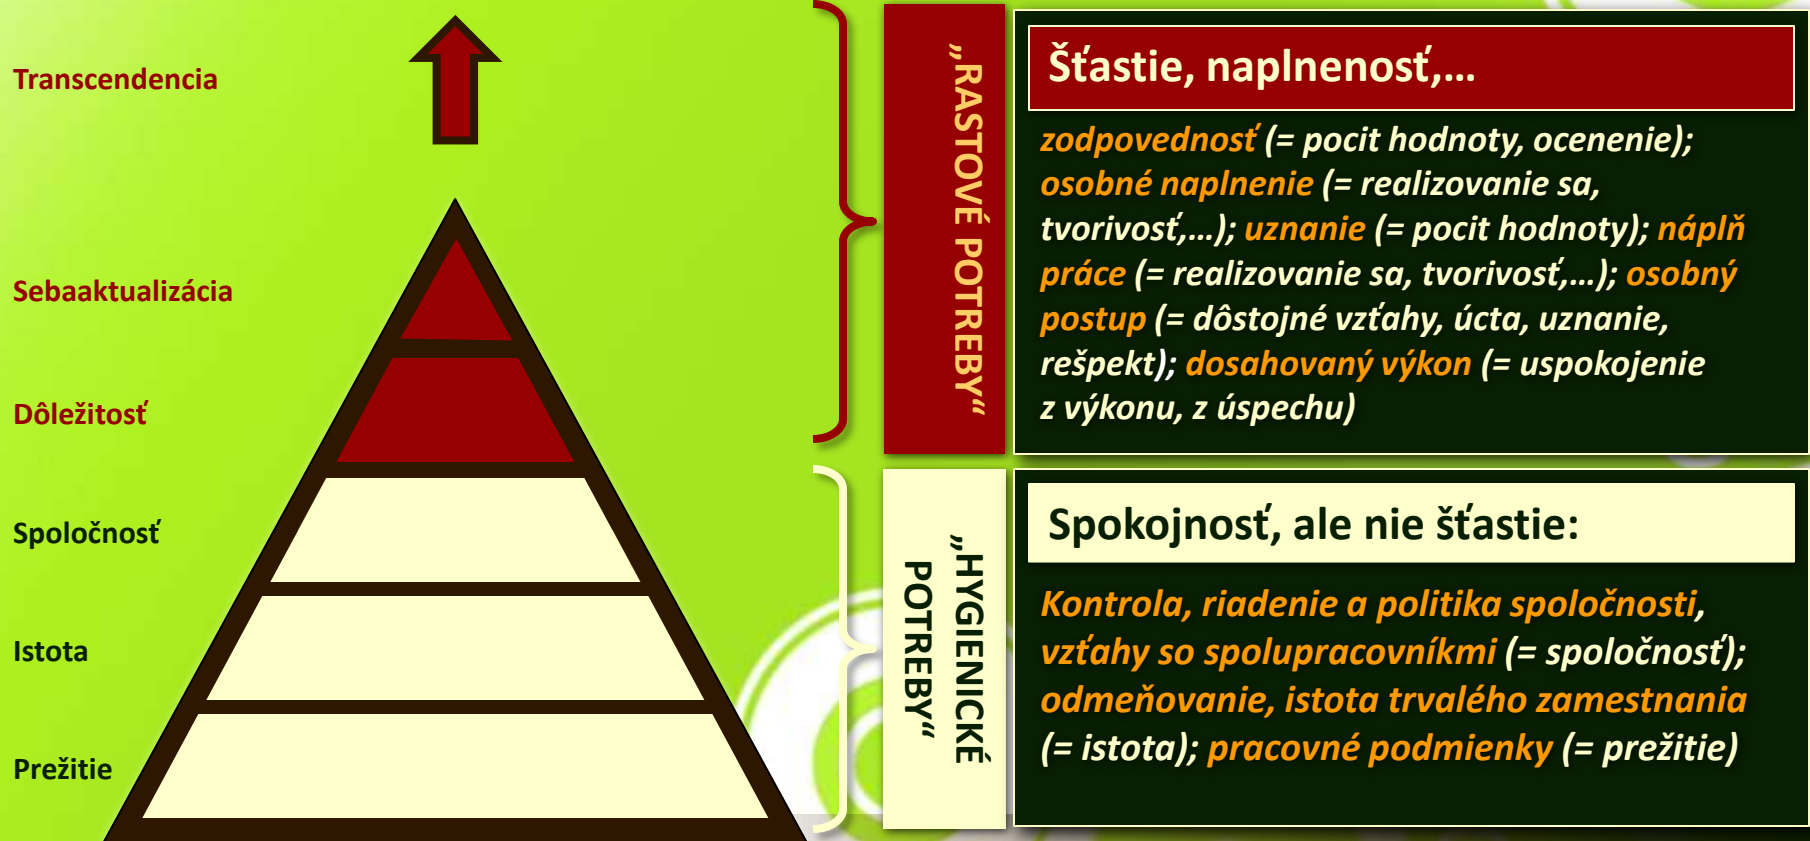 Transcendencia
Sebaaktualizácia
Dôležitosť
Spoločnosť
Istota
Prežitie
„RASTOVÉ POTREBY“
Šťastie, naplnenosť,...
zodpovednosť (= pocit hodnoty, ocenenie);
osobné naplnenie (= realizovanie sa,
tvorivosť,...); uznanie (= pocit hodnoty); náplň
práce (= realizovanie sa, tvorivosť,...); osobný
postup (= dôstojné vzťahy, úcta, uznanie,
rešpekt); dosahovaný výkon (= uspokojenie
z výkonu, z úspechu)
„HYGIENICKÉ
POTREBY“
Spokojnosť, ale nie šťastie:
Kontrola, riadenie a politika spoločnosti,
vzťahy so spolupracovníkmi (= spoločnosť);
odmeňovanie, istota trvalého zamestnania
(= istota); pracovné podmienky (= prežitie)